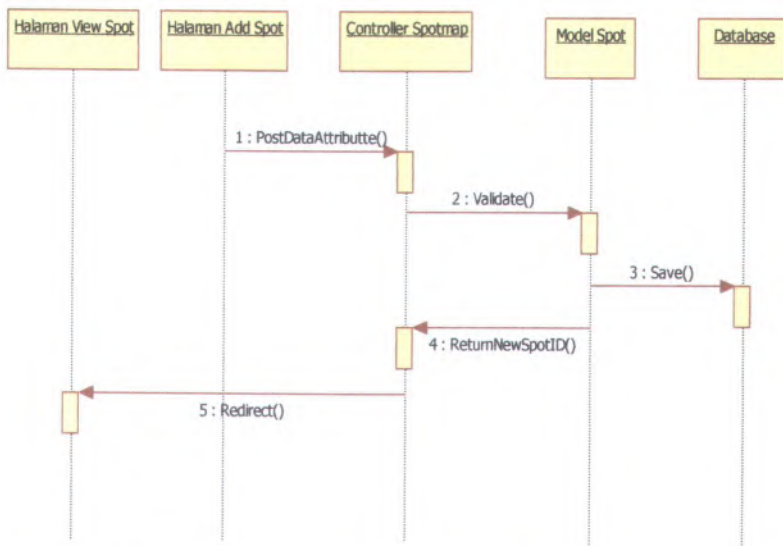 Halaman View Spot
Halaman Add Spot
Controller Spotmap
Model Spot
Database
1 : PostDataAttributte()
2 : Validate()
3 : Save()
4 : ReturnNewSpotID()
5 : Redirect()